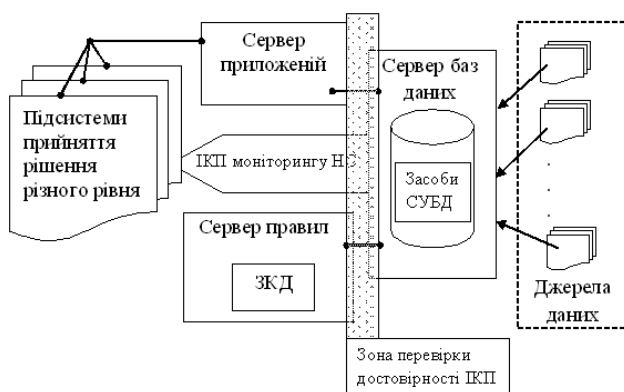 Сервер
приложеній
Сервер баз
даних
Підсистеми
прийняття
рішення
різного рівня
ІКП моніторингу НС
Засоби
СУБД
Сервер правил
ЗКД
Джерела
даних
Зона перевірки
достовірності ІКП